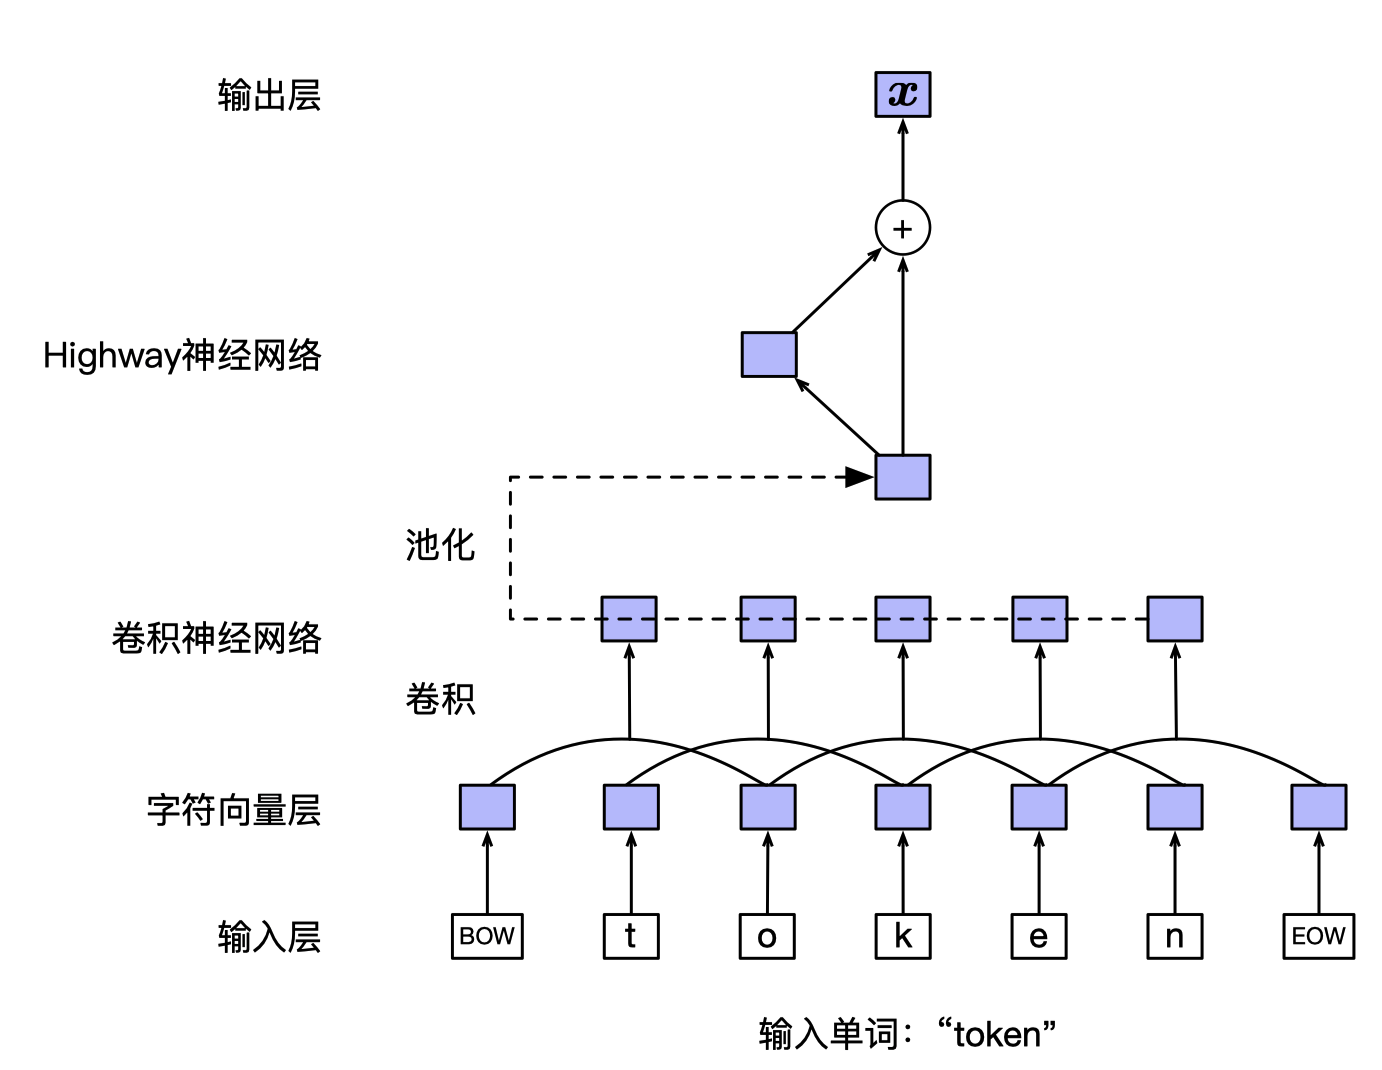 输出层
x
+
Highway神经网络
池化
卷积神经网络
卷积
字符向量层
输入层
BOW t o k e n EOW
输入单词：“token”